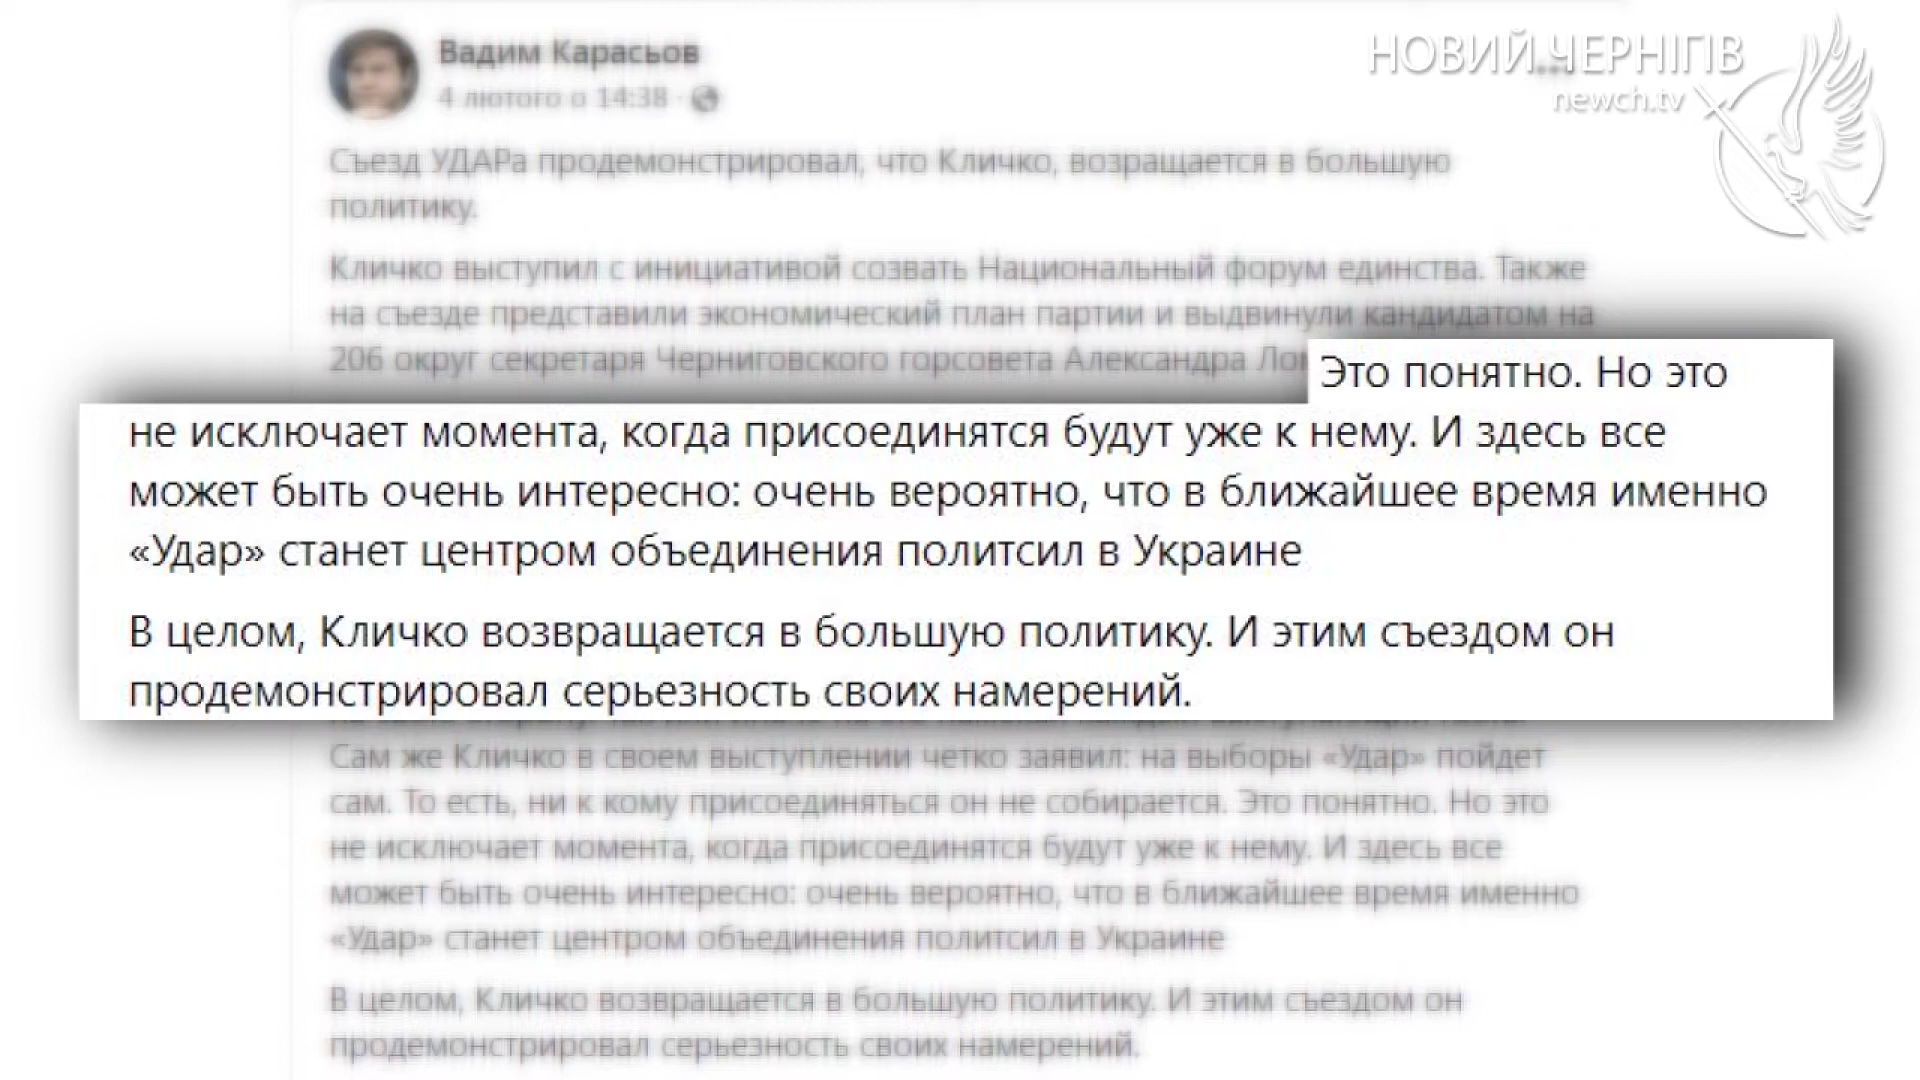 Вадим Карасьов
4 лютого о 14:38
НОВИЙ ЧЕРНІГІВ
newch.tv
Съезд УДАРа продемонстрировал, что Кличко, возращается в большую
политику.
Кличко выступил с инициативой созвать Национальный форум единства. Также
на съезде представили экономический план партии и выдвинули кандидатом на
206 округ секретаря Черниговского горсовета Александра
Это понятно. Но это
не исключает момента, когда присоединятся будут уже к нему. И здесь все
может быть очень интересно: очень вероятно, что в ближайшее время именно
«Удар» станет центром объединения политсил в Украине
В целом, Кличко возвращается в большую политику. И этим съездом он
продемонстрировал серьезность своих намерений.
Сам же Кличко в своем выступлении четко заявил: на выборы «Удар» пойдет
сам. То есть, ни к кому присоединяться он не собирается. Это понятно. Но это
не исключает момента, когда присоединятся будут уже к нему. И здесь все
может быть очень интересно: очень вероятно, что в ближайшее время именно
«Удар» станет центром объединения политсил в Украине
В целом, Кличко возвращается в большую политику. И этим съездом он
продемонстрировал серьезность своих намерений.